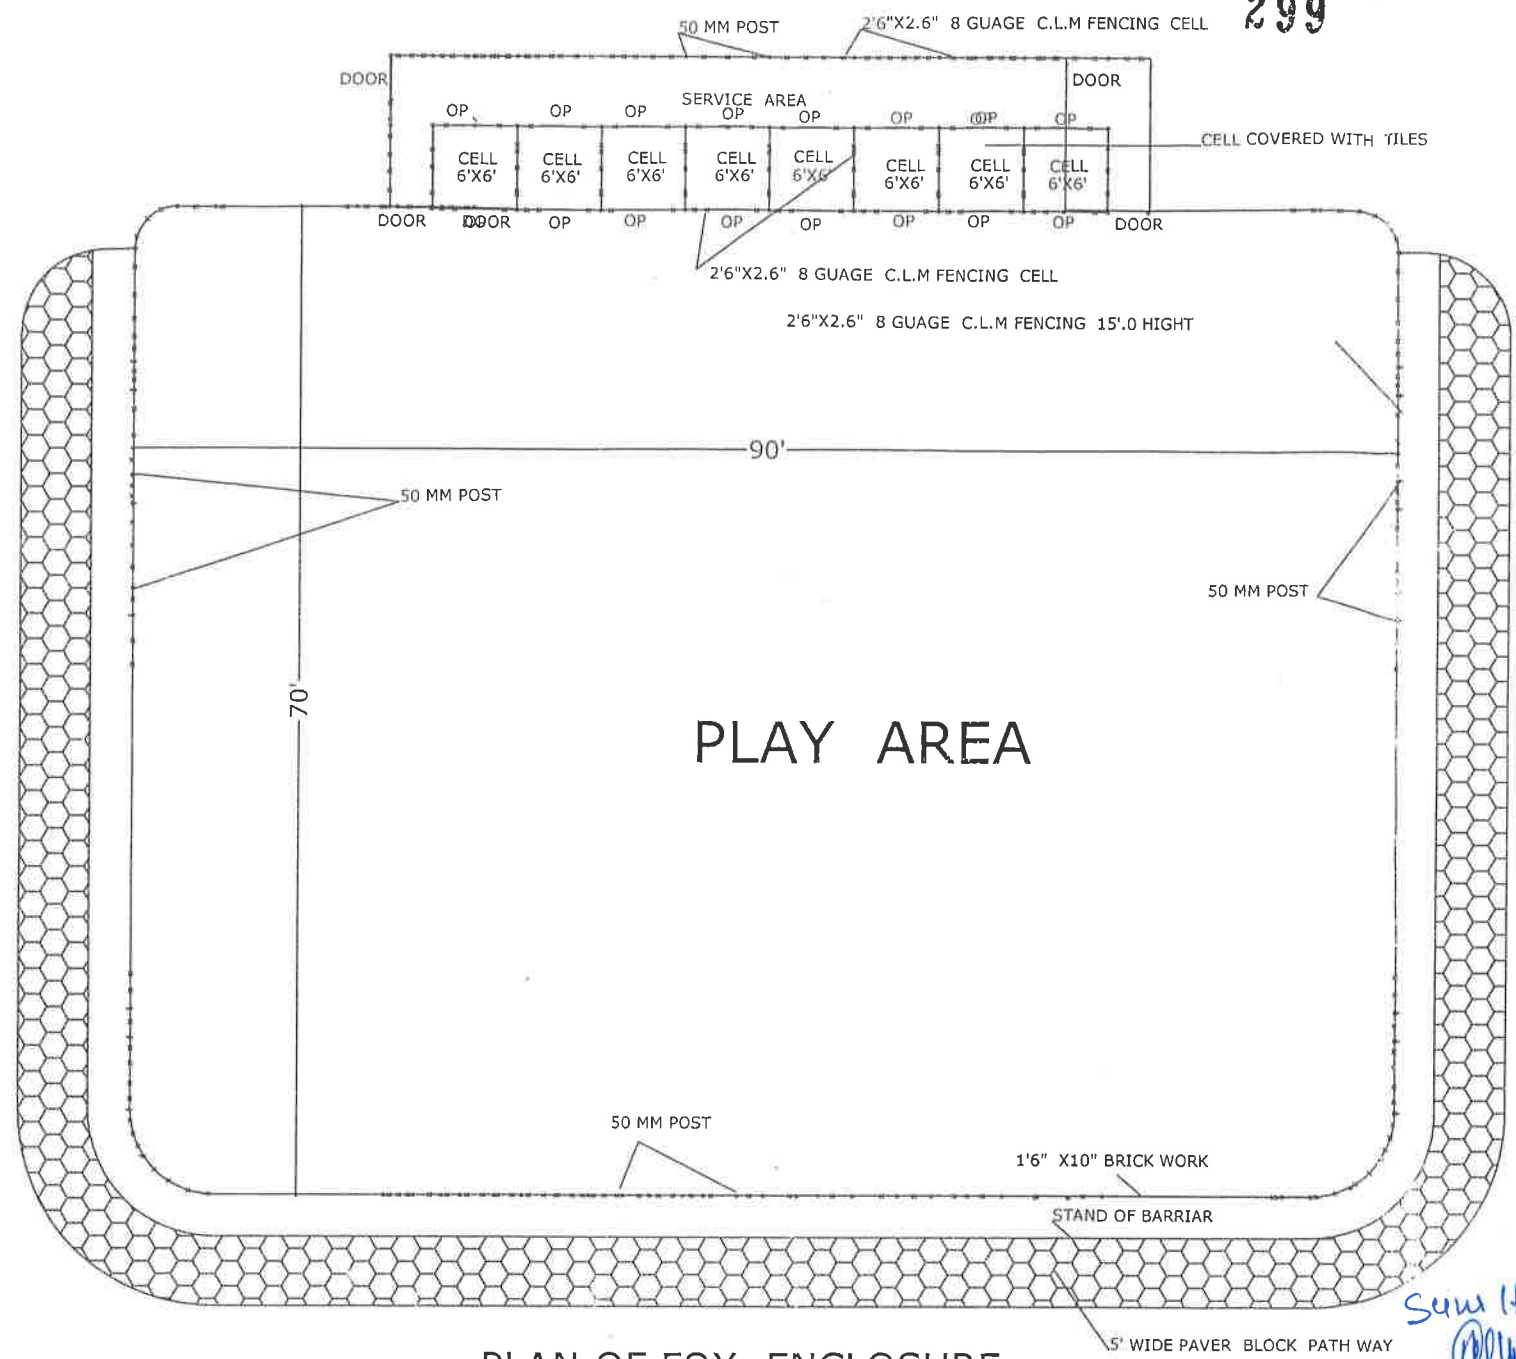 299
50 MM POST
2'6"X2.6" 8 GUAGE C.L.M FENCING CELL
DOOR
DOOR
SERVICE AREA
OP OP OP OP OP OP OP OP
CELL COVERED WITH TILES
CELL 6'X6'
CELL 6'X6'
CELL 6'X6'
CELL 6'X6'
CELL 6'X6'
CELL 6'X6'
CELL 6'X6'
CELL 6'X6'
DOOR DOOR OP OP OP OP OP OP OP DOOR
2'6"X2.6" 8 GUAGE C.L.M FENCING CELL
2'6"X2.6" 8 GUAGE C.L.M FENCING 15'.0 HIGHT
90'
50 MM POST
50 MM POST
70'
PLAY AREA
50 MM POST
1'6" X10" BRICK WORK
STAND OF BARRIAR
5' WIDE PAVER BLOCK PATH WAY
PLAN OF FOX ENCLOSURE